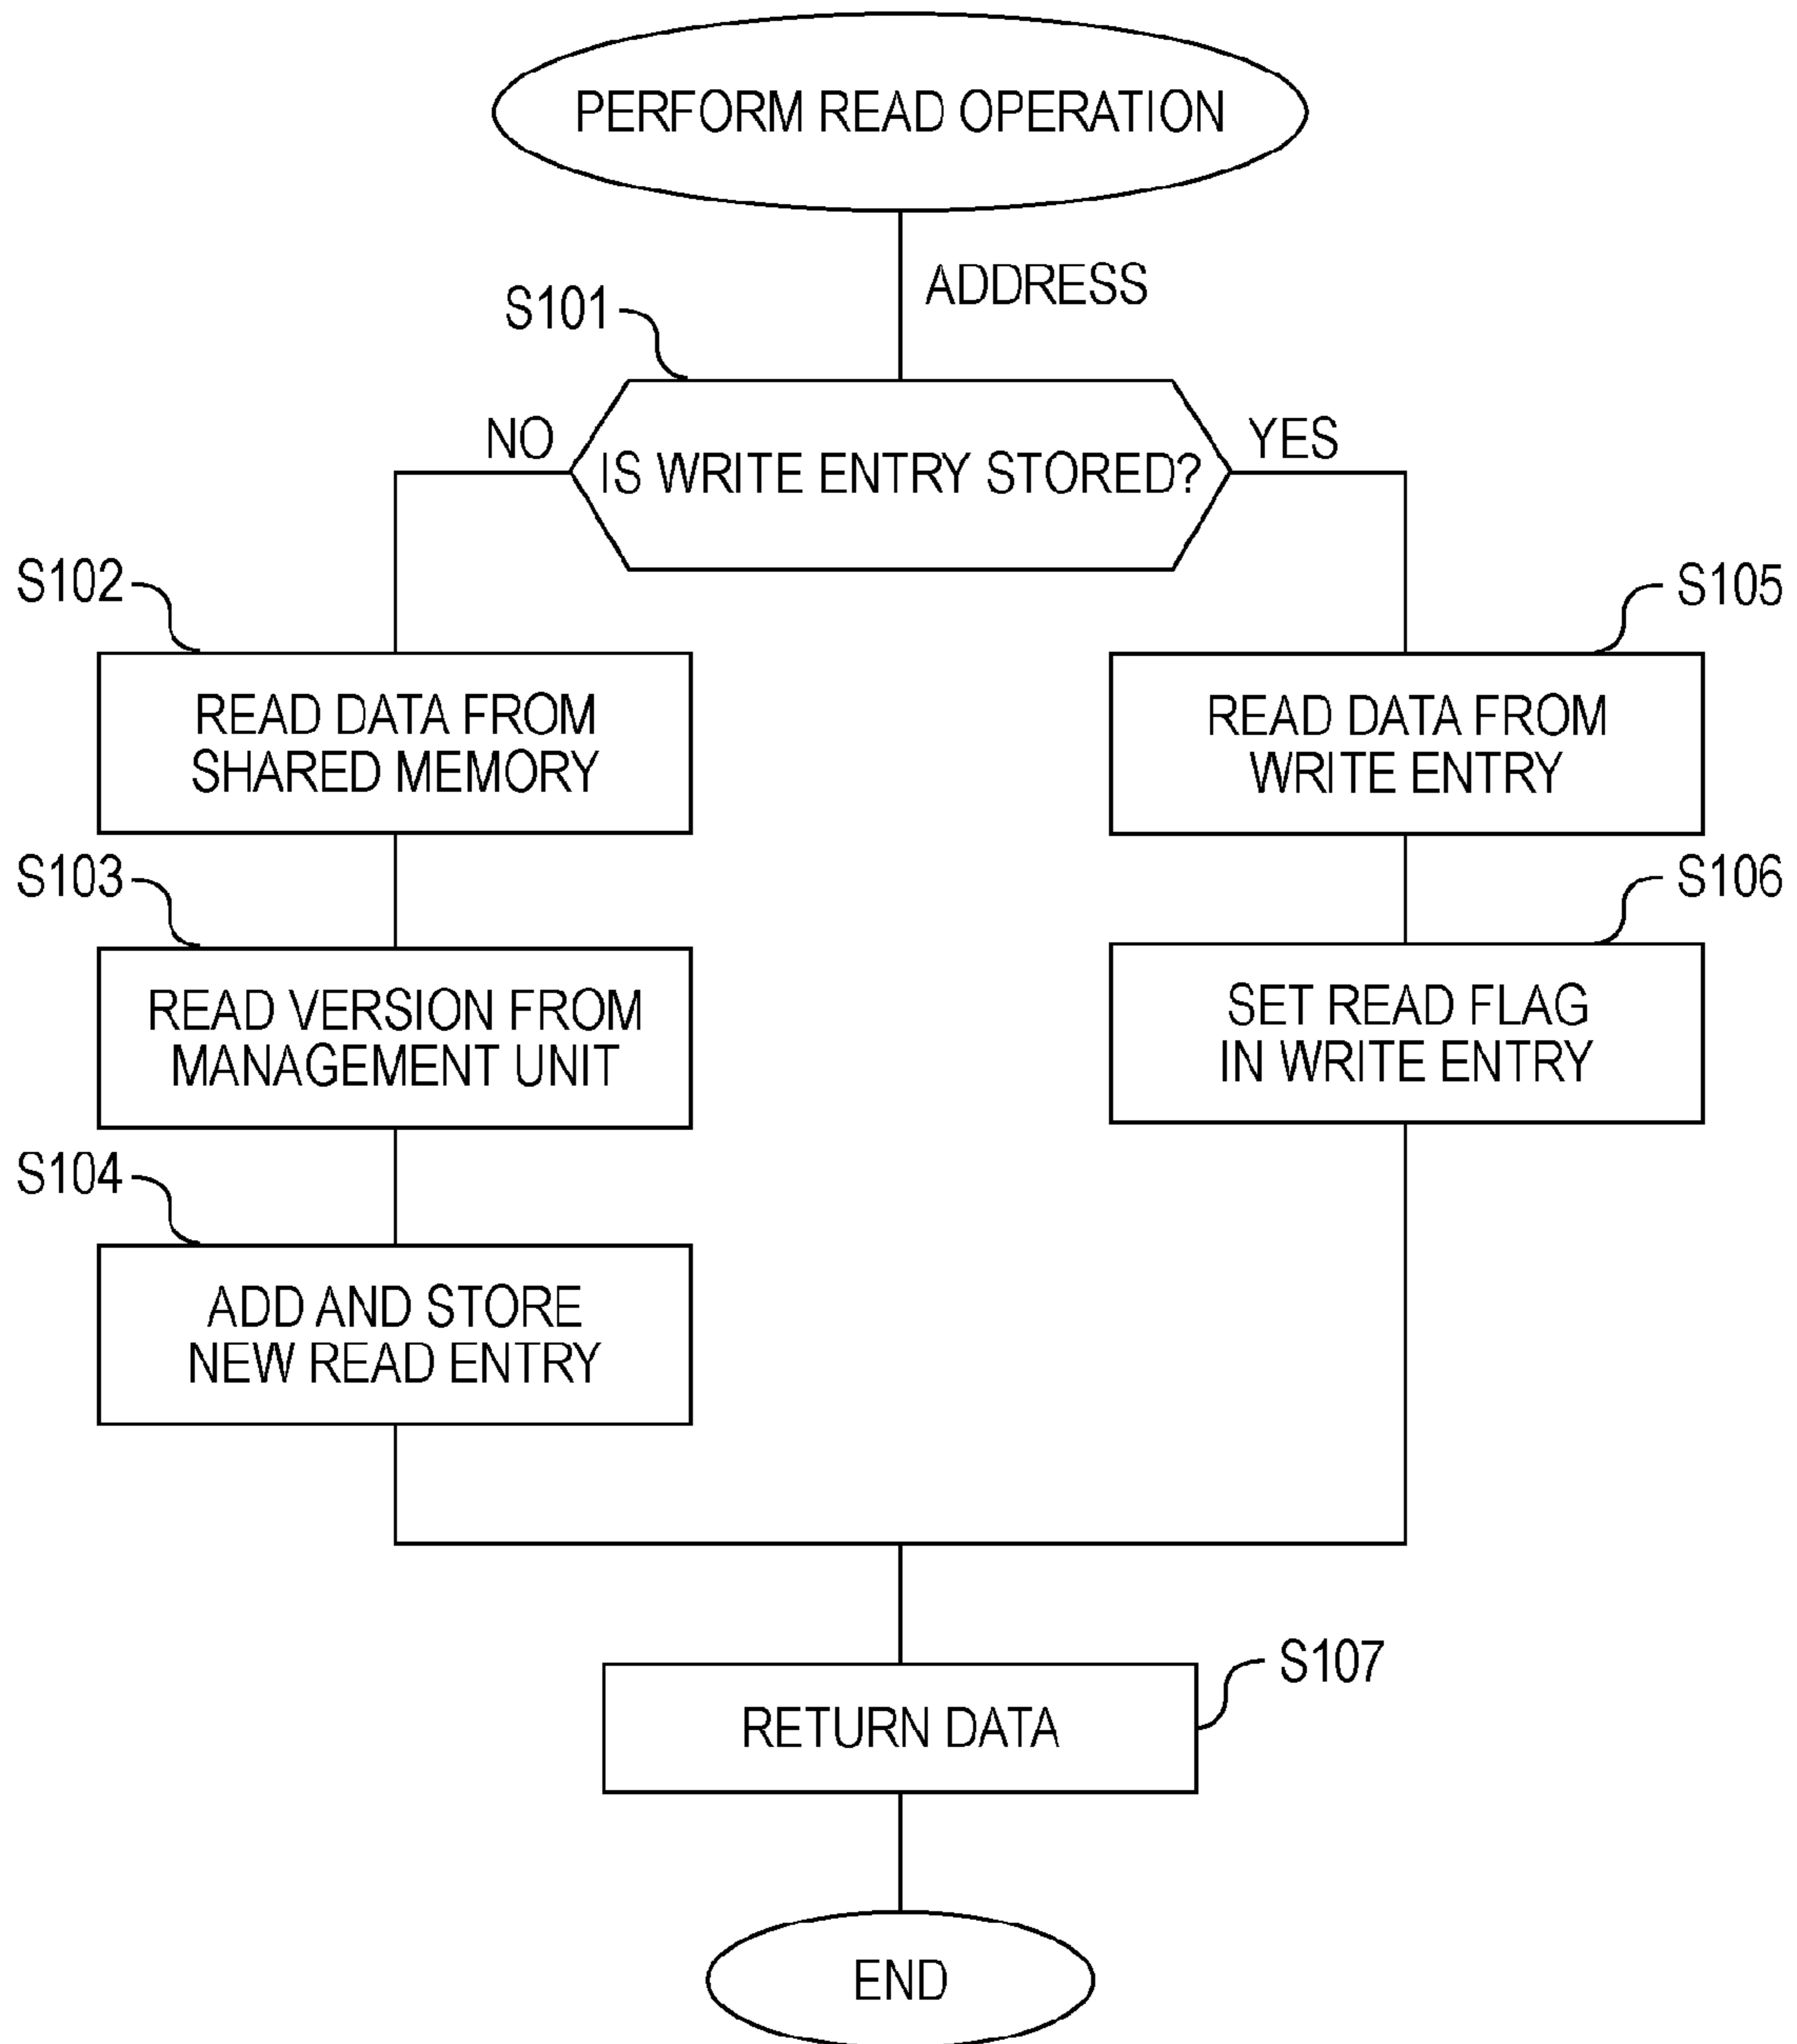 PERFORM READ OPERATION
ADDRESS
S101
NO
IS WRITE ENTRY STORED?
YES
S102
READ DATA FROM
SHARED MEMORY
S103
READ VERSION FROM
MANAGEMENT UNIT
S104
ADD AND STORE
NEW READ ENTRY
S105
READ DATA FROM
WRITE ENTRY
S106
SET READ FLAG
IN WRITE ENTRY
S107
RETURN DATA
END